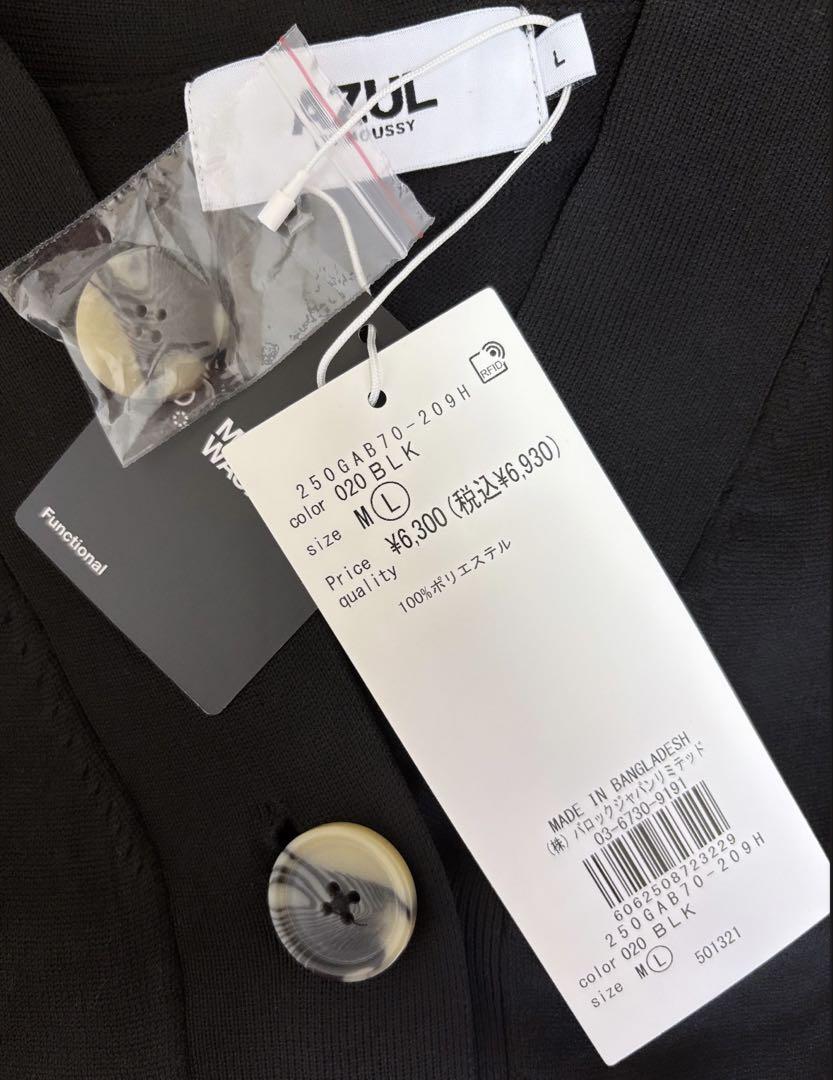 L
AZUL
MOUSSY
Functional
RFID
250GAB70-209H
color 020 BLK
size M L
Price ¥6,300(税込¥6,930)
quality
100%ポリエステル
MADE IN BANGLADESH
(株)バロックジャパンリミテッド
03-6730-9191
6062508723229
250GAB70-209H
color 020 BLK
size M L 501321